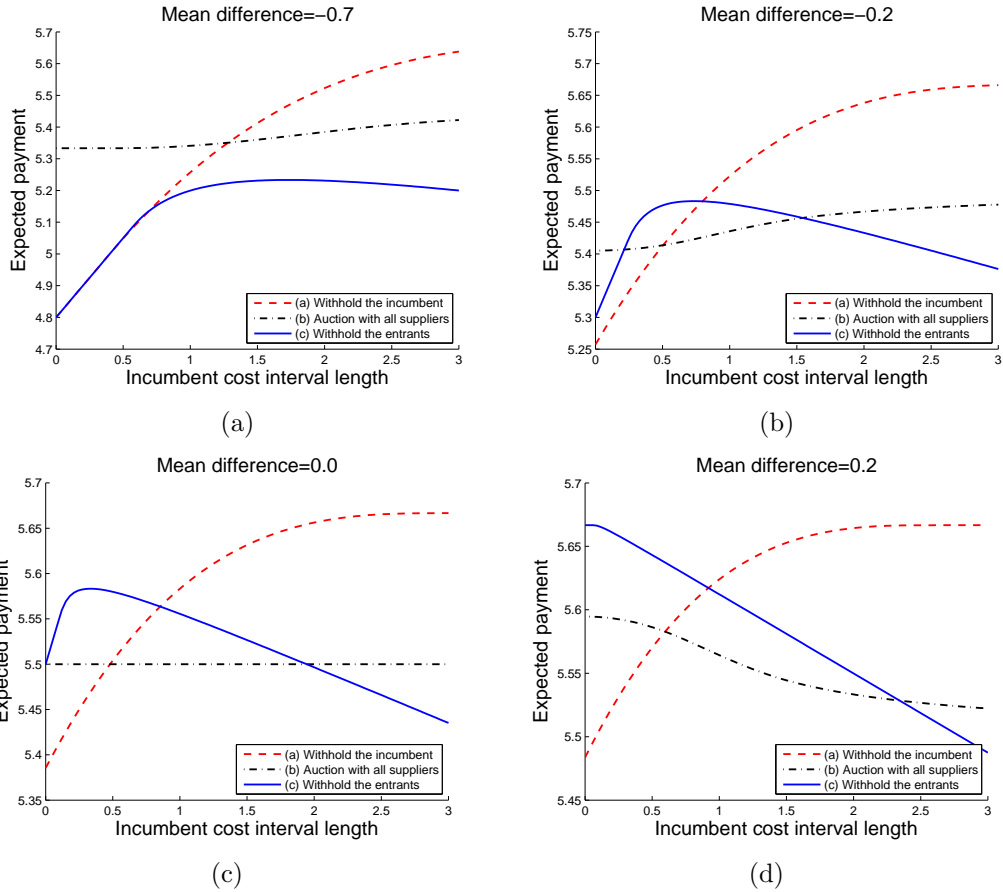 Mean difference=−0.7
Expected payment
5.7
5.6
5.5
5.4
5.3
5.2
5.1
5
4.9
4.8
4.7
0 0.5 1 1.5 2 2.5 3
Incumbent cost interval length
(a) Withhold the incumbent
(b) Auction with all suppliers
(c) Withhold the entrants
(a)
Mean difference=−0.2
Expected payment
5.75
5.7
5.65
5.6
5.55
5.5
5.45
5.4
5.35
5.3
5.25
0 0.5 1 1.5 2 2.5 3
Incumbent cost interval length
(a) Withhold the incumbent
(b) Auction with all suppliers
(c) Withhold the entrants
(b)
Mean difference=0.0
Expected payment
5.7
5.65
5.6
5.55
5.5
5.45
5.4
5.35
0 0.5 1 1.5 2 2.5 3
Incumbent cost interval length
(a) Withhold the incumbent
(b) Auction with all suppliers
(c) Withhold the entrants
(c)
Mean difference=0.2
Expected payment
5.7
5.65
5.6
5.55
5.5
5.45
0 0.5 1 1.5 2 2.5 3
Incumbent cost interval length
(a) Withhold the incumbent
(b) Auction with all suppliers
(c) Withhold the entrants
(d)